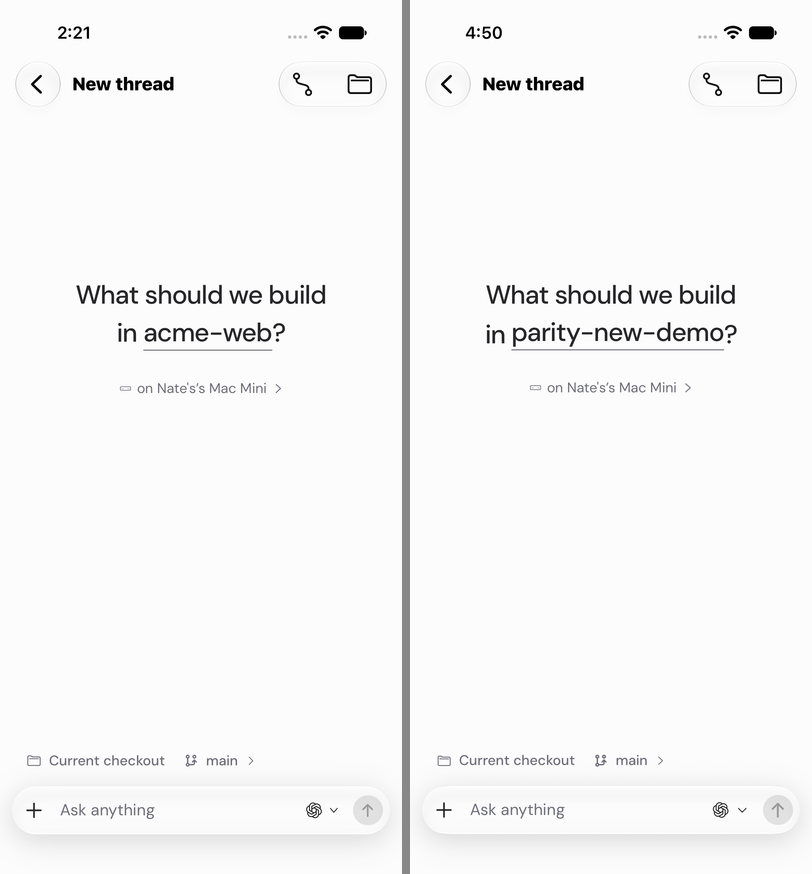 2:21
New thread
What should we build
in acme-web?
on Nate's’s Mac Mini
Current checkout main
Ask anything
4:50
New thread
What should we build
in parity-new-demo?
on Nate's’s Mac Mini
Current checkout main
Ask anything